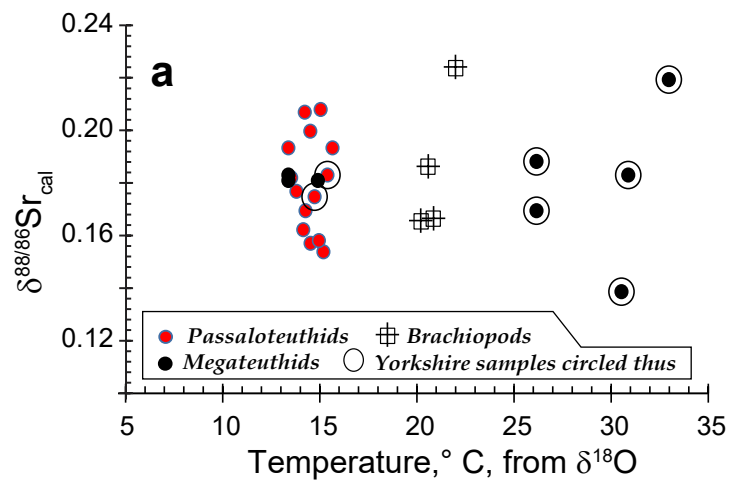 0.24
a
0.20
0.16
0.12
δ88/86Srcal
Passaloteuthids
Brachiopods
Megateuthids
Yorkshire samples circled thus
5 10 15 20 25 30 35
Temperature,° C, from δ18O